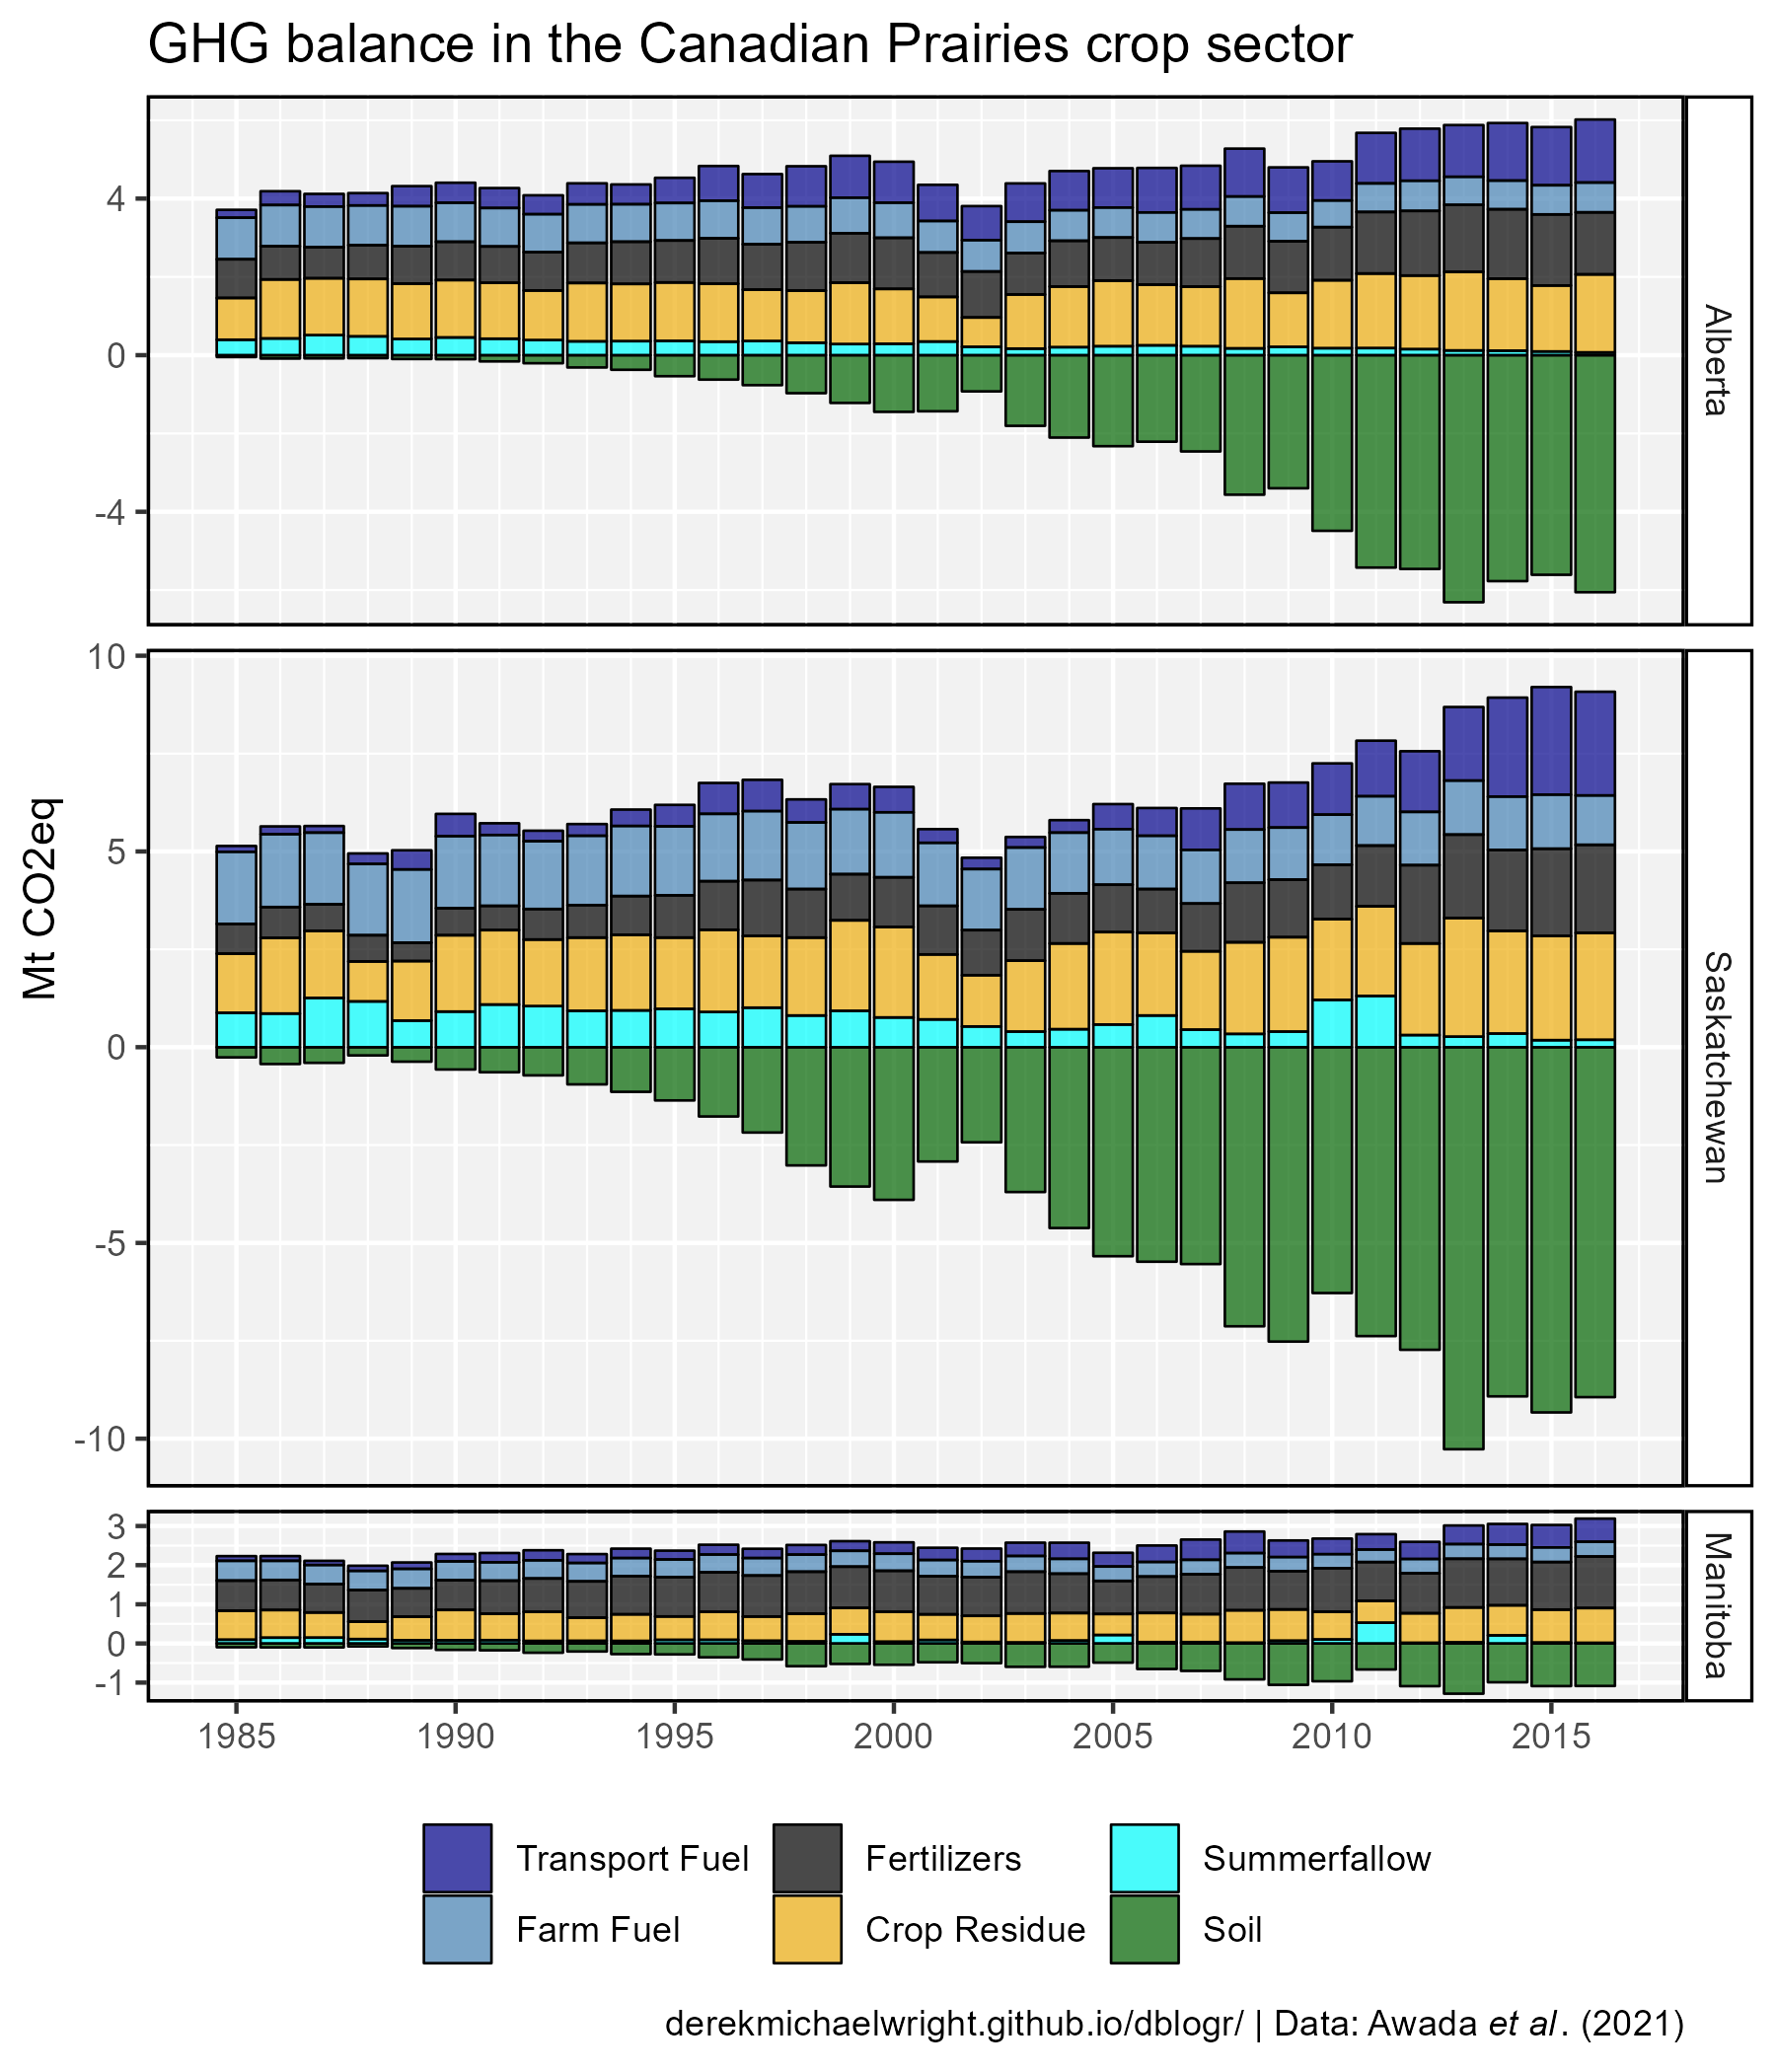 GHG balance in the Canadian Prairies crop sector
Mt CO2eq
4
0
-4
Alberta
10
5
0
-5
-10
Saskatchewan
3
2
1
0
-1
Manitoba
1985 1990 1995 2000 2005 2010 2015
Transport Fuel Fertilizers Summerfallow
Farm Fuel Crop Residue Soil
derekmichaelwright.github.io/dblogr/ | Data: Awada et al. (2021)